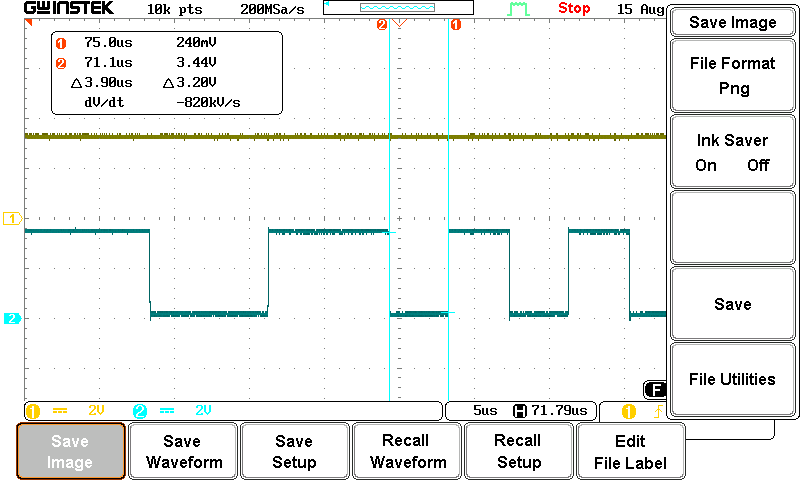 GWINSTEK 10k pts 200MSa/s Stop 15 Aug
2 1
1 75.0us 240mV
2 71.1us 3.44V
△3.90us △3.20V
dV/dt -820kV/s
1
2
1 2V 2 2V 5us H 71.79us 1
F
Save Image
File Format
Png
Ink Saver
On Off
Save
File Utilities
Save Image
Save Waveform
Save Setup
Recall Waveform
Recall Setup
Edit File Label